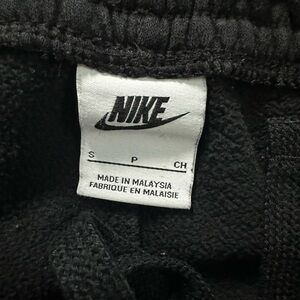 NIKE
S P CH
MADE IN MALAYSIA
FABRIQUE EN MALAISIE